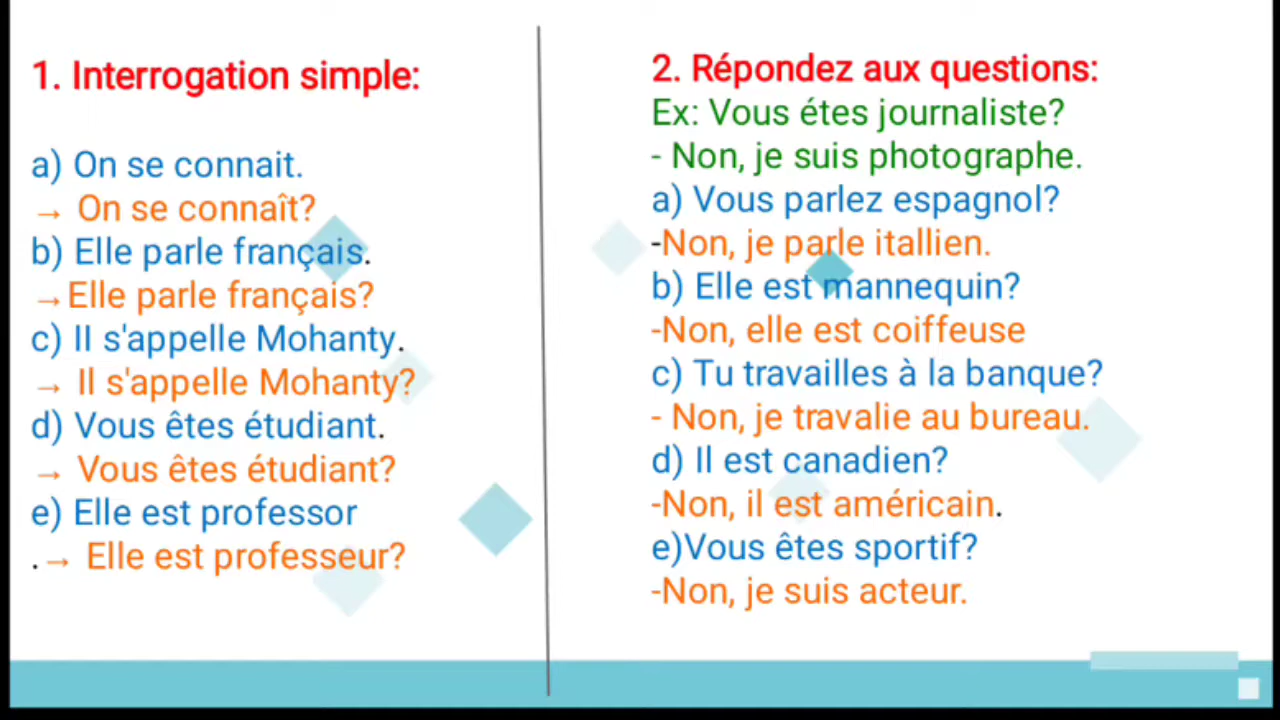 1. Interrogation simple:
a) On se connait.
→ On se connaît?
b) Elle parle français.
→Elle parle français?
c) Il s'appelle Mohanty.
→ Il s'appelle Mohanty?
d) Vous êtes étudiant.
→ Vous êtes étudiant?
e) Elle est professor
.→ Elle est professeur?
2. Répondez aux questions:
Ex: Vous étes journaliste?
- Non, je suis photographe.
a) Vous parlez espagnol?
-Non, je parle itallien.
b) Elle est mannequin?
-Non, elle est coiffeuse
c) Tu travailles à la banque?
- Non, je travalie au bureau.
d) Il est canadien?
-Non, il est américain.
e)Vous êtes sportif?
-Non, je suis acteur.